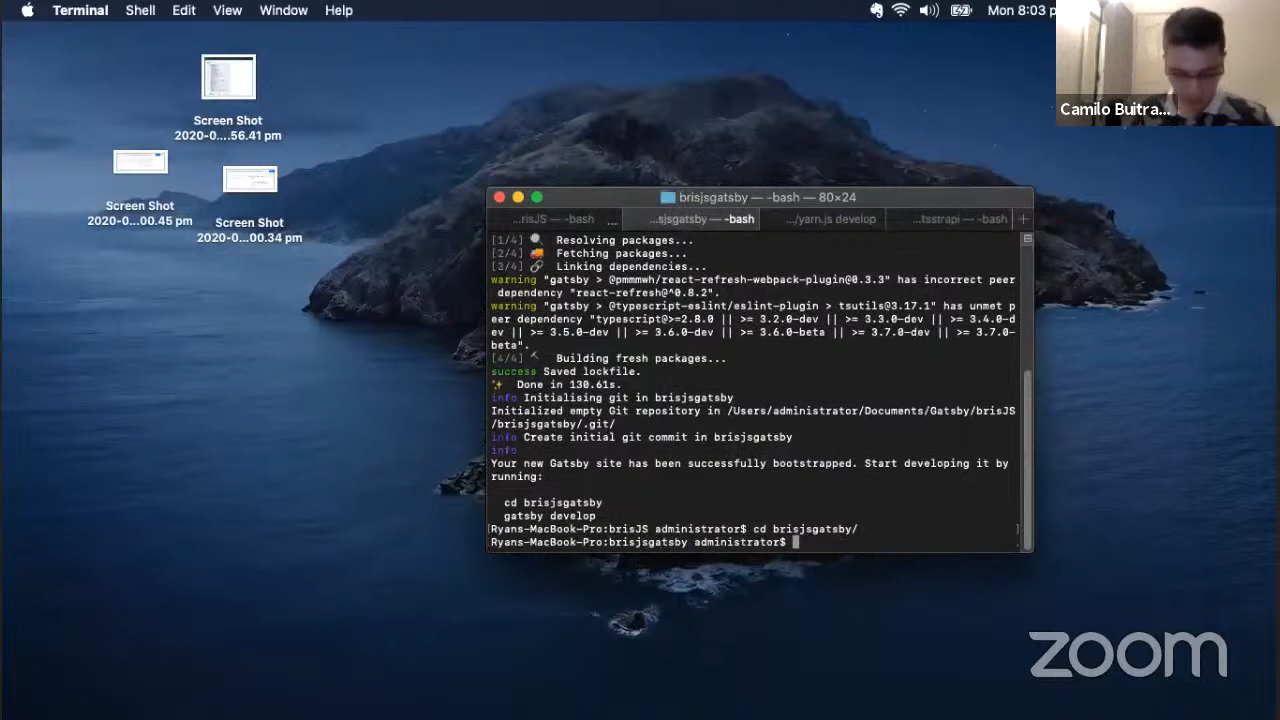 Terminal Shell Edit View Window Help Mon 8:03 p
Camilo Buitra...
Screen Shot
2020-0....56.41 pm
Screen Shot
2020-0....00.45 pm
Screen Shot
2020-0....00.34 pm
brisjsgatsby — -bash — 80×24
...risJS — -bash ... ...sjsgatsby — -bash .../yarn.js develop ...tsstrapi — -bash +
[1/4] Resolving packages...
[2/4] Fetching packages...
[3/4] Linking dependencies...
warning "gatsby > @pmmmwh/react-refresh-webpack-plugin@0.3.3" has incorrect peer
dependency "react-refresh@^0.8.2".
warning "gatsby > @typescript-eslint/eslint-plugin > tsutils@3.17.1" has unmet p
eer dependency "typescript@>=2.8.0 || >= 3.2.0-dev || >= 3.3.0-dev || >= 3.4.0-d
ev || >= 3.5.0-dev || >= 3.6.0-dev || >= 3.6.0-beta || >= 3.7.0-dev || >= 3.7.0-
beta".
[4/4] Building fresh packages...
success Saved lockfile.
Done in 130.61s.
info Initialising git in brisjsgatsby
Initialized empty Git repository in /Users/administrator/Documents/Gatsby/brisJS
/brisjsgatsby/.git/
info Create initial git commit in brisjsgatsby
info
Your new Gatsby site has been successfully bootstrapped. Start developing it by
running:
cd brisjsgatsby
gatsby develop
[Ryans-MacBook-Pro:brisJS administrator$ cd brisjsgatsby/ ]
Ryans-MacBook-Pro:brisjsgatsby administrator$
zoom